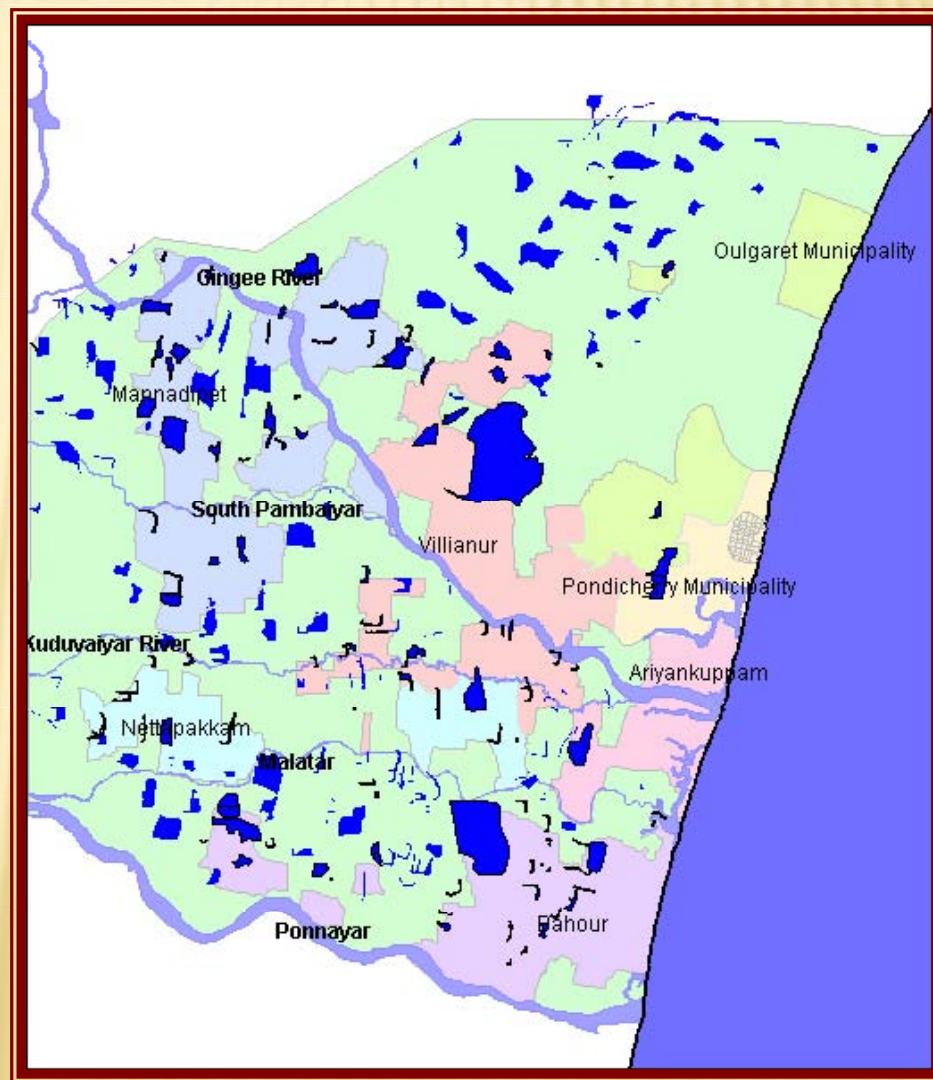 Oulgaret Municipality
Gingee River
Mannadipet
South Pambaiyar
Villianur
Pondicherry Municipality
Kuduvaiyar River
Ariyankuppam
Nettapakkam
Malatar
Bahour
Ponnayar